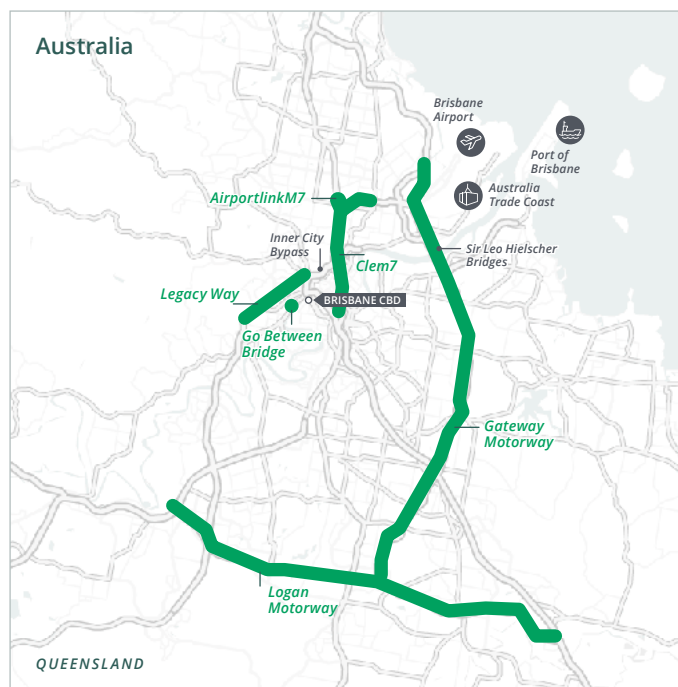 Australia
Brisbane
Airport
Port of
Brisbane
AirportlinkM7
Australia
Trade Coast
Inner City
Bypass
Clem7
Sir Leo Hielscher
Bridges
Legacy Way
BRISBANE CBD
Go Between
Bridge
Gateway
Motorway
Logan
Motorway
QUEENSLAND